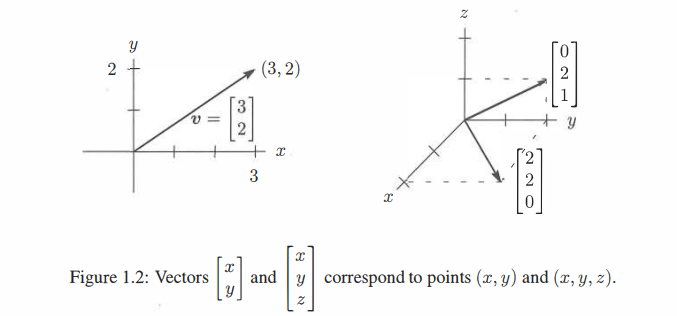 y
2
(3, 2)
v = [3 2]
x
3
z
[0 2 1]
y
[2 2 0]
x
Figure 1.2: Vectors [x y] and [x y z] correspond to points (x, y) and (x, y, z).